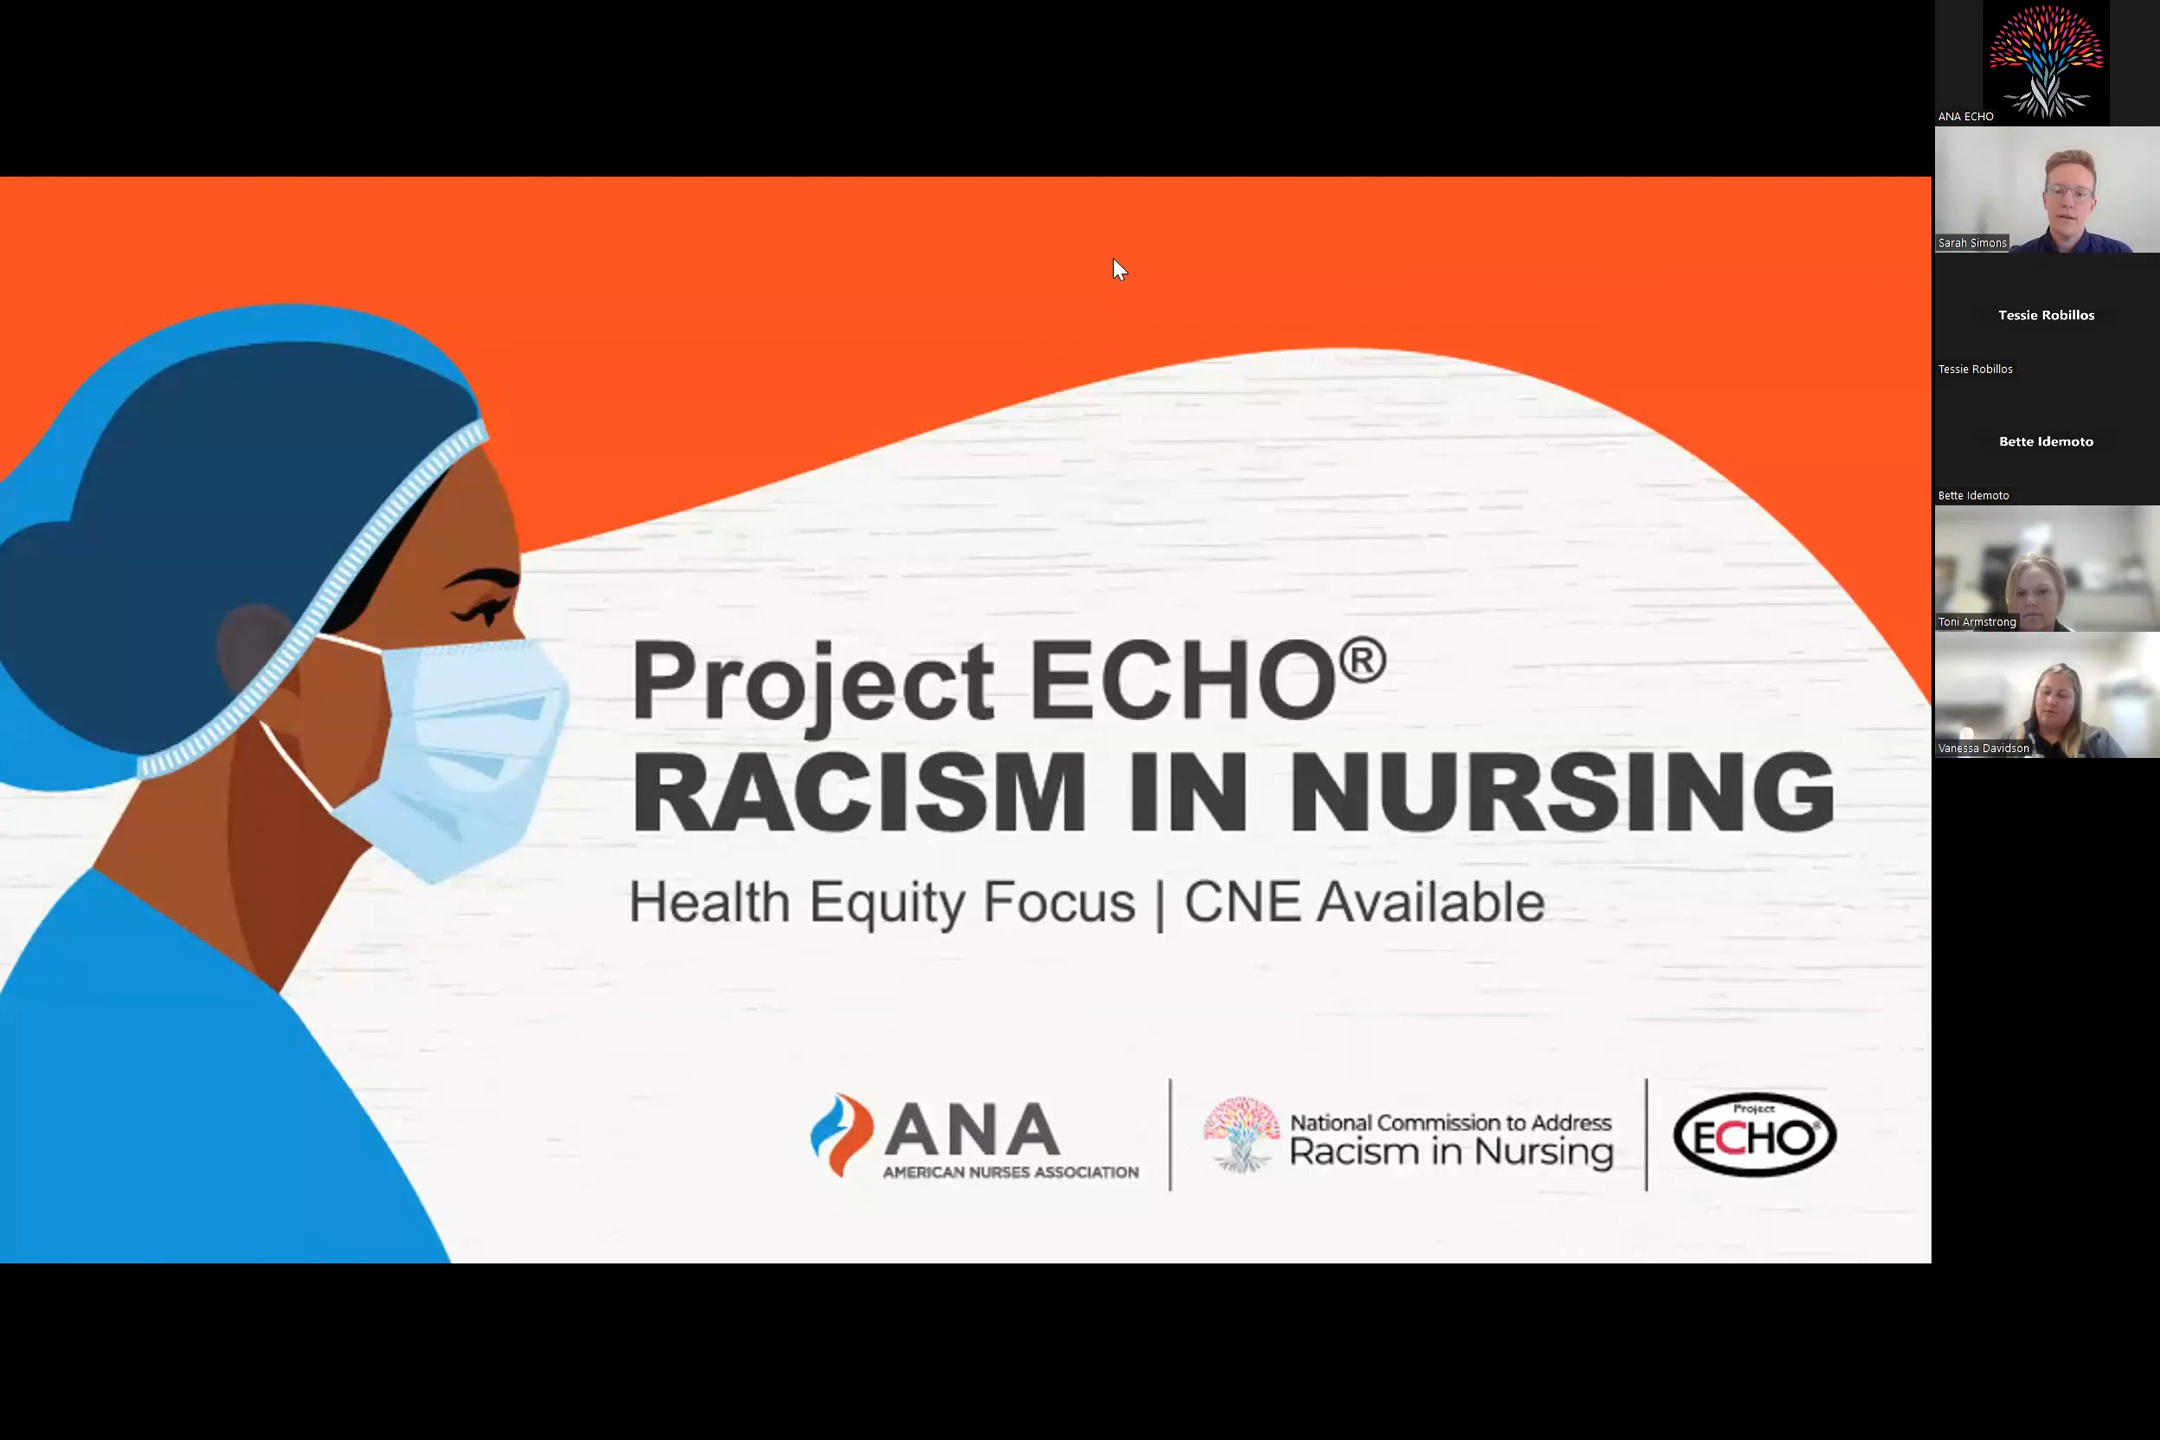 Project ECHO®
RACISM IN NURSING
Health Equity Focus | CNE Available
ANA
AMERICAN NURSES ASSOCIATION
National Commission to Address
Racism in Nursing
Project
ECHO®
ANA ECHO
Sarah Simons
Tessie Robillos
Tessie Robillos
Bette Idemoto
Bette Idemoto
Toni Armstrong
Vanessa Davidson